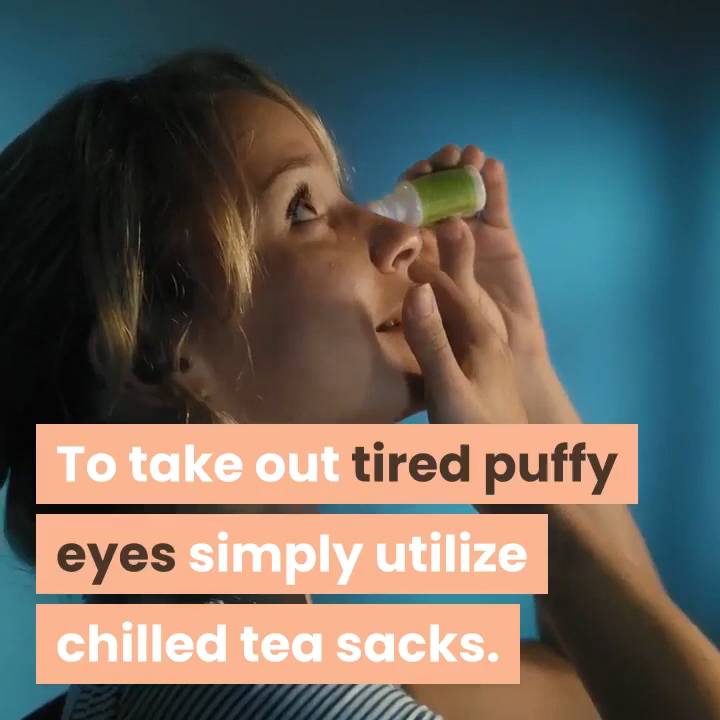 To take out tired puffy
eyes simply utilize
chilled tea sacks.